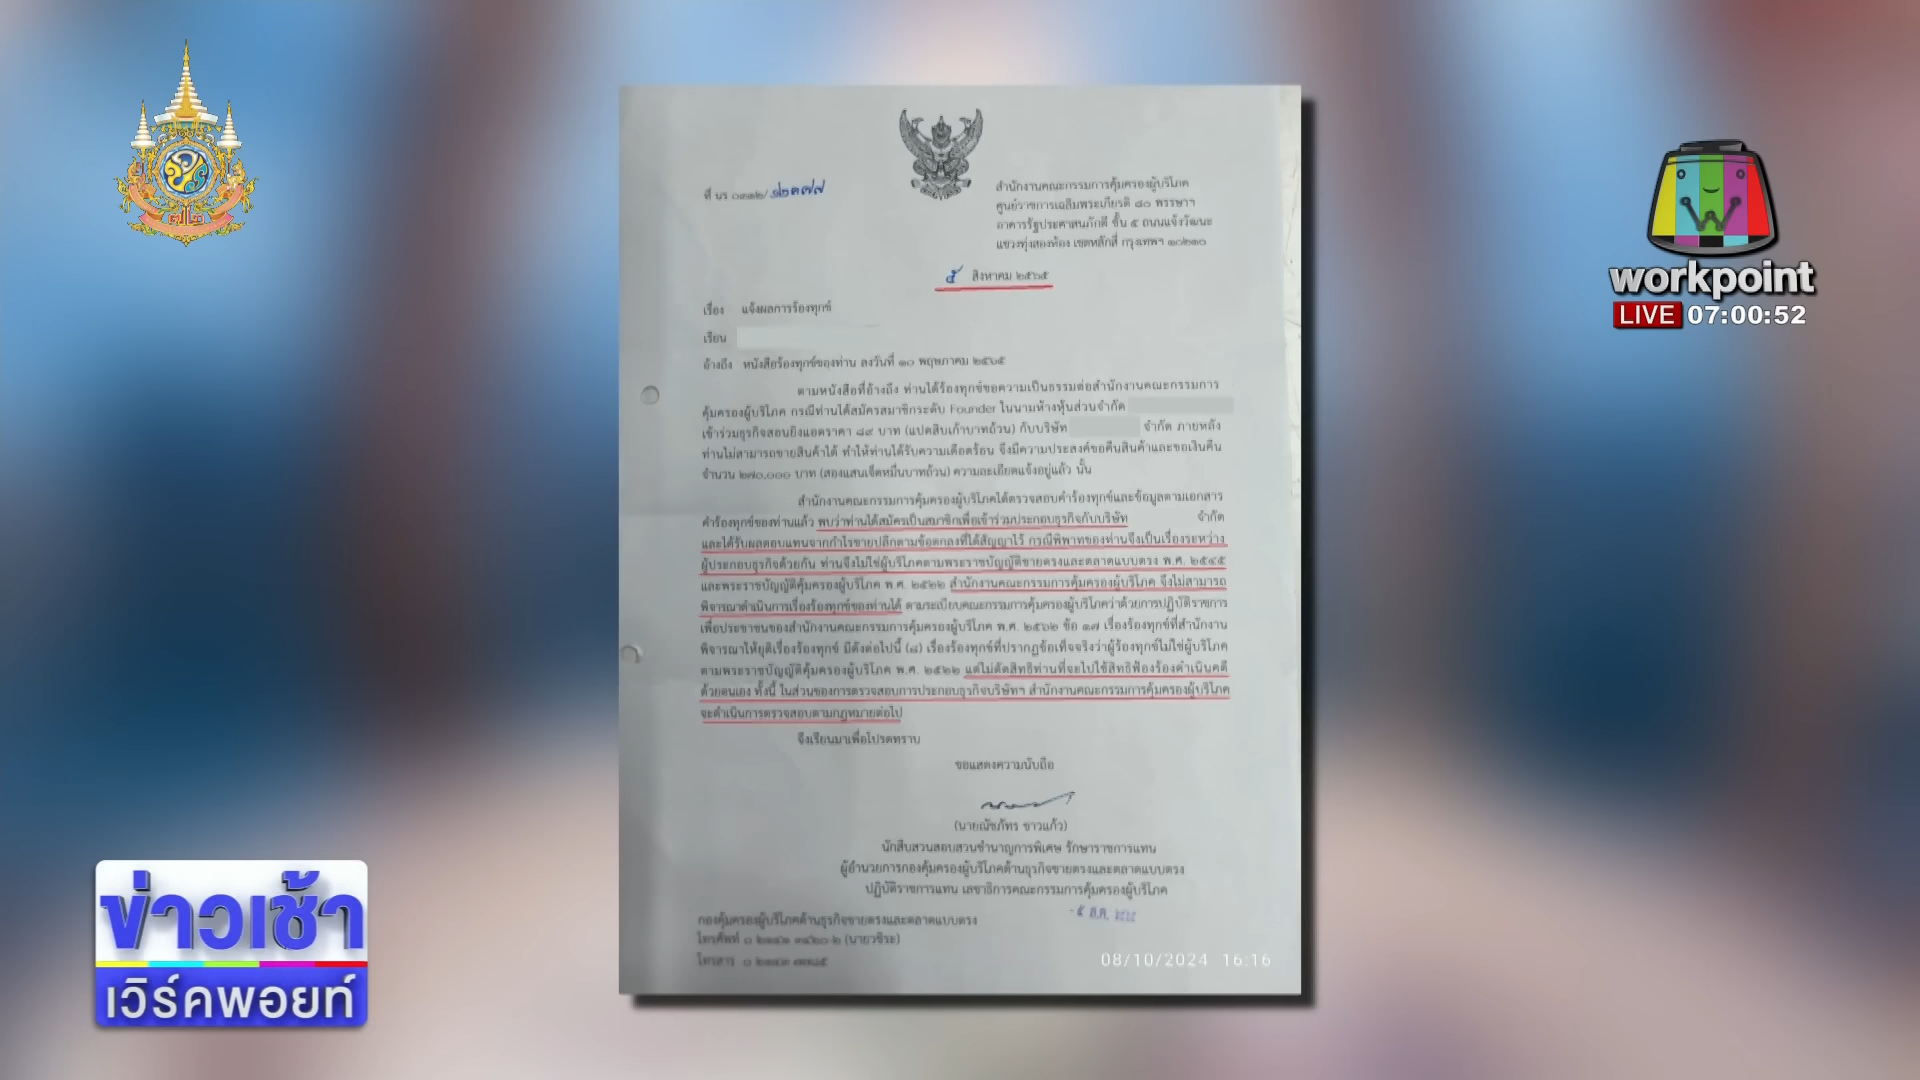 workpoint
LIVE 07:00:52
ที่ นร ๐๓๑๒/
สำนักงานคณะกรรมการคุ้มครองผู้บริโภค
ศูนย์ราชการเฉลิมพระเกียรติ ๘๐ พรรษาฯ
อาคารรัฐประศาสนภักดี ชั้น ๕ ถนนแจ้งวัฒนะ
แขวงทุ่งสองห้อง เขตหลักสี่ กรุงเทพฯ ๑๐๒๑๐
๕ สิงหาคม ๒๕๖๕
เรื่อง แจ้งผลการร้องทุกข์
เรียน
อ้างถึง หนังสือร้องทุกข์ของท่าน ลงวันที่ ๑๐ พฤษภาคม ๒๕๖๕
ตามหนังสือที่อ้างถึง ท่านได้ร้องทุกข์ขอความเป็นธรรมต่อสำนักงานคณะกรรมการ
คุ้มครองผู้บริโภค กรณีท่านได้สมัครสมาชิกระดับ Founder ในนามห้างหุ้นส่วนจำกัด
เข้าร่วมธุรกิจสอนยิงแอดราคา ๘๙ บาท (แปดสิบเก้าบาทถ้วน) กับบริษัท จำกัด ภายหลัง
ท่านไม่สามารถขายสินค้าได้ ทำให้ท่านได้รับความเดือดร้อน จึงมีความประสงค์ขอคืนสินค้าและขอเงินคืน
จำนวน ๒๗๐,๐๐๐ บาท (สองแสนเจ็ดหมื่นบาทถ้วน) ความละเอียดแจ้งอยู่แล้ว นั้น
สำนักงานคณะกรรมการคุ้มครองผู้บริโภคได้ตรวจสอบคำร้องทุกข์และข้อมูลตามเอกสาร
คำร้องทุกข์ของท่านแล้ว พบว่าท่านได้สมัครเป็นสมาชิกเพื่อเข้าร่วมประกอบธุรกิจกับบริษัท จำกัด
และได้รับผลตอบแทนจากกำไรขายปลีกตามข้อตกลงที่ได้สัญญาไว้ กรณีพิพาทของท่านจึงเป็นเรื่องระหว่าง
ผู้ประกอบธุรกิจด้วยกัน ท่านจึงไม่ใช่ผู้บริโภคตามพระราชบัญญัติขายตรงและตลาดแบบตรง พ.ศ. ๒๕๔๕
และพระราชบัญญัติคุ้มครองผู้บริโภค พ.ศ. ๒๕๒๒ สำนักงานคณะกรรมการคุ้มครองผู้บริโภค จึงไม่สามารถ
พิจารณาดำเนินการเรื่องร้องทุกข์ของท่านได้ ตามระเบียบคณะกรรมการคุ้มครองผู้บริโภคว่าด้วยการปฏิบัติราชการ
เพื่อประชาชนของสำนักงานคณะกรรมการคุ้มครองผู้บริโภค พ.ศ. ๒๕๖๒ ข้อ ๑๗ เรื่องร้องทุกข์ที่สำนักงาน
พิจารณาให้ยุติเรื่องร้องทุกข์ มีดังต่อไปนี้ (๘) เรื่องร้องทุกข์ที่ปรากฏข้อเท็จจริงว่าผู้ร้องทุกข์ไม่ใช่ผู้บริโภค
ตามพระราชบัญญัติคุ้มครองผู้บริโภค พ.ศ. ๒๕๒๒ แต่ไม่ตัดสิทธิท่านที่จะไปใช้สิทธิฟ้องร้องดำเนินคดี
ด้วยตนเอง ทั้งนี้ ในส่วนของการตรวจสอบการประกอบธุรกิจบริษัทฯ สำนักงานคณะกรรมการคุ้มครองผู้บริโภค
จะดำเนินการตรวจสอบตามกฎหมายต่อไป
จึงเรียนมาเพื่อโปรดทราบ
ขอแสดงความนับถือ
(นายณัชภัทร ขาวแก้ว)
นักสืบสวนสอบสวนชำนาญการพิเศษ รักษาราชการแทน
ผู้อำนวยการกองคุ้มครองผู้บริโภคด้านธุรกิจขายตรงและตลาดแบบตรง
ปฏิบัติราชการแทน เลขาธิการคณะกรรมการคุ้มครองผู้บริโภค
กองคุ้มครองผู้บริโภคด้านธุรกิจขายตรงและตลาดแบบตรง
โทรศัพท์ (นายวชิระ)
โทรสาร
08/10/2024 16:16
ข่าวเช้า
เวิร์คพอยท์